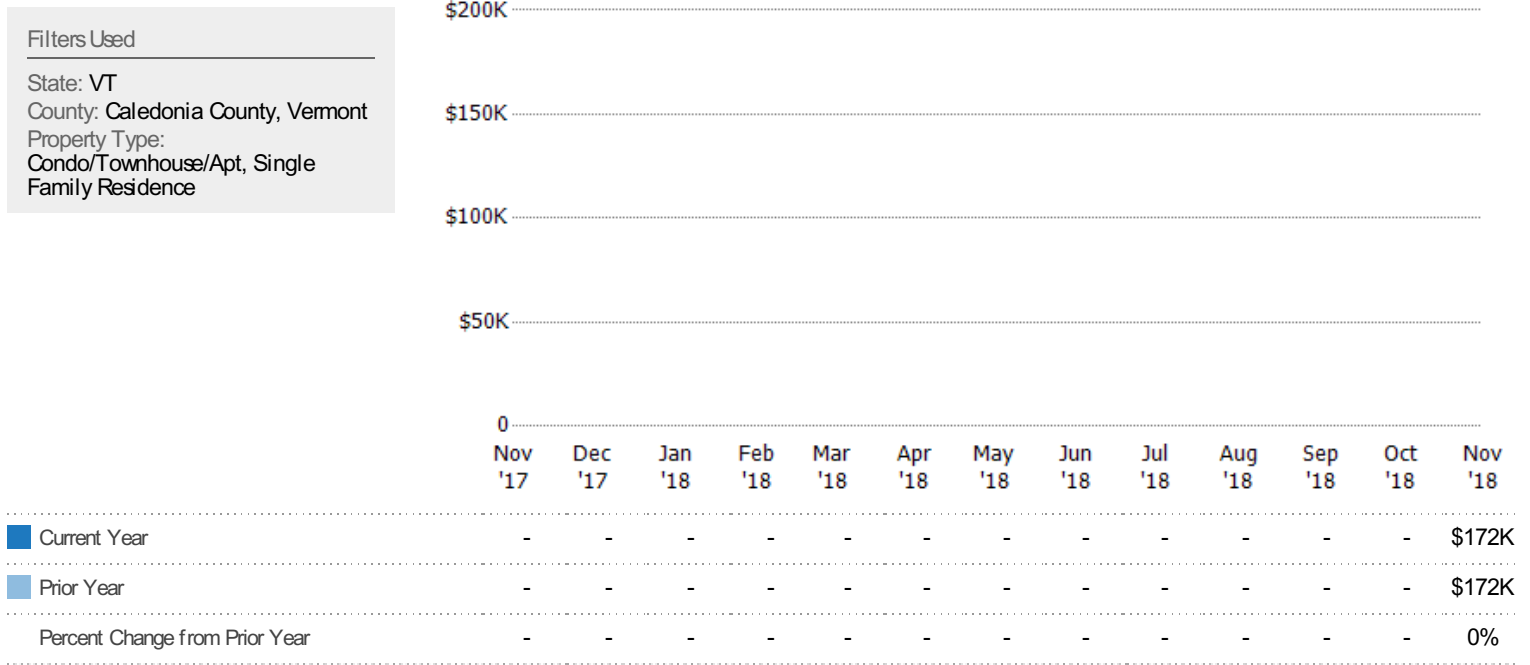 Filters Used
State: VT
County: Caledonia County, Vermont
Property Type:
Condo/Townhouse/Apt, Single
Family Residence
$200K
$150K
$100K
$50K
0
Nov Dec Jan Feb Mar Apr May Jun Jul Aug Sep Oct Nov
'17 '17 '18 '18 '18 '18 '18 '18 '18 '18 '18 '18 '18
Current Year - - - - - - - - - - - - $172K
Prior Year - - - - - - - - - - - - $172K
Percent Change from Prior Year - - - - - - - - - - - - 0%